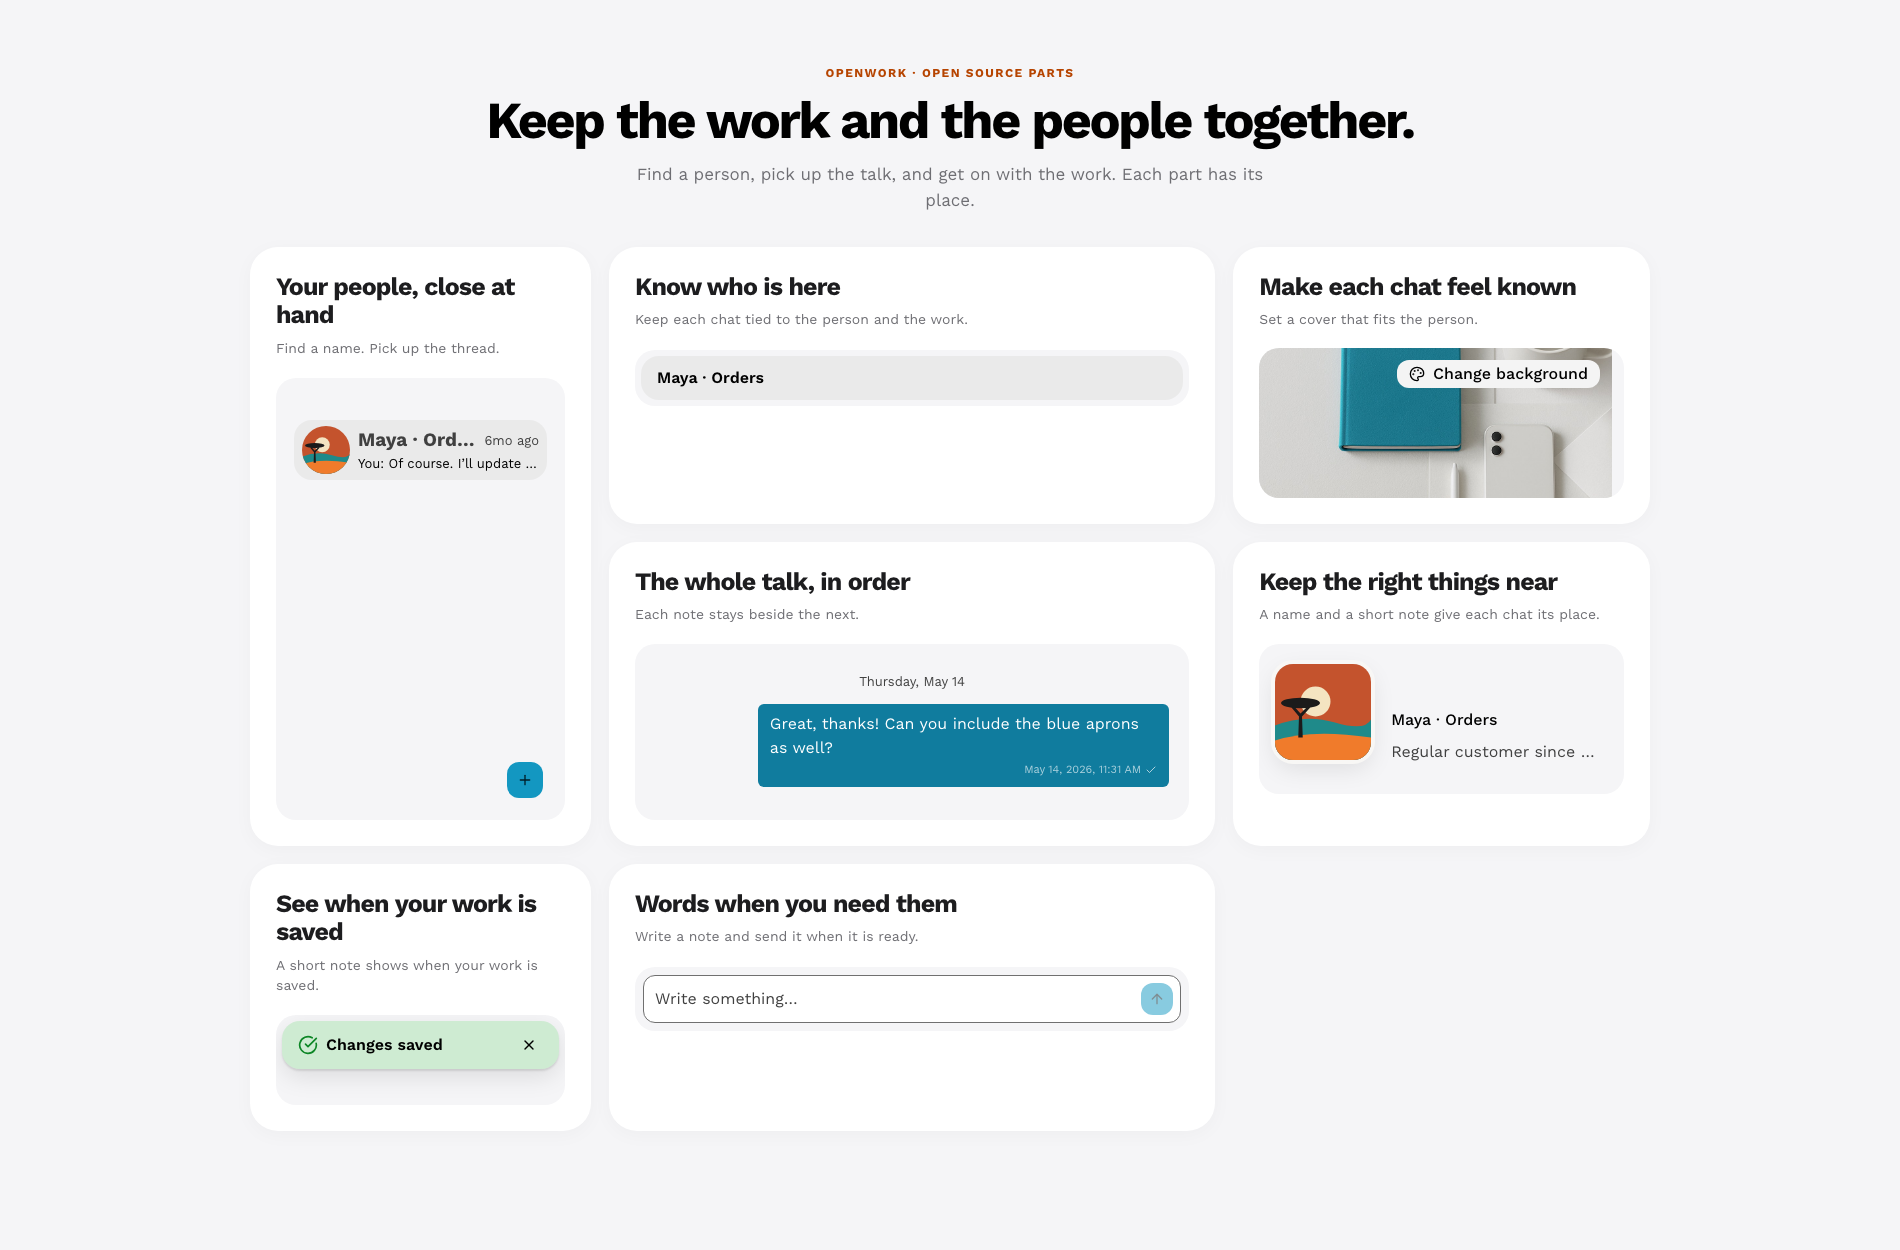 OPENWORK · OPEN SOURCE PARTS
Keep the work and the people together.
Find a person, pick up the talk, and get on with the work. Each part has its
place.
Your people, close at
hand
Find a name. Pick up the thread.
Maya · Ord... 6mo ago
You: Of course. I’ll update ...
Know who is here
Keep each chat tied to the person and the work.
Maya · Orders
Make each chat feel known
Set a cover that fits the person.
Change background
The whole talk, in order
Each note stays beside the next.
Thursday, May 14
Great, thanks! Can you include the blue aprons
as well?
May 14, 2026, 11:31 AM
Keep the right things near
A name and a short note give each chat its place.
Maya · Orders
Regular customer since ...
See when your work is
saved
A short note shows when your work is
saved.
Changes saved
Words when you need them
Write a note and send it when it is ready.
Write something...